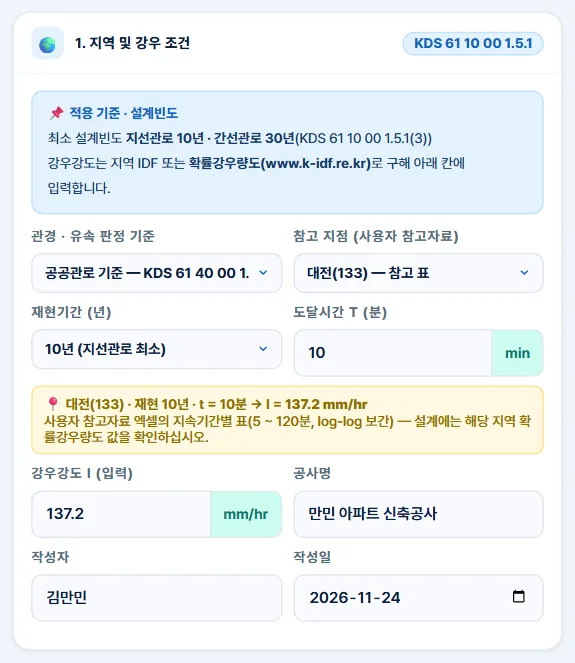 1. 지역 및 강우 조건
KDS 61 10 00 1.5.1
적용 기준 · 설계빈도
최소 설계빈도 지선관로 10년 · 간선관로 30년(KDS 61 10 00 1.5.1(3))
강우강도는 지역 IDF 또는 확률강우량도(www.k-idf.re.kr)로 구해 아래 칸에
입력합니다.
관경 · 유속 판정 기준
참고 지점 (사용자 참고자료)
공공관로 기준 — KDS 61 40 00 1.
대전(133) — 참고 표
재현기간 (년)
도달시간 T (분)
10년 (지선관로 최소)
10
min
대전(133) · 재현 10년 · t = 10분 → I = 137.2 mm/hr
사용자 참고자료 엑셀의 지속기간별 표(5 ~ 120분, log-log 보간) — 설계에는 해당 지역 확
률강우량도 값을 확인하십시오.
강우강도 I (입력)
공사명
137.2
mm/hr
만민 아파트 신축공사
작성자
작성일
김만민
2026-11-24